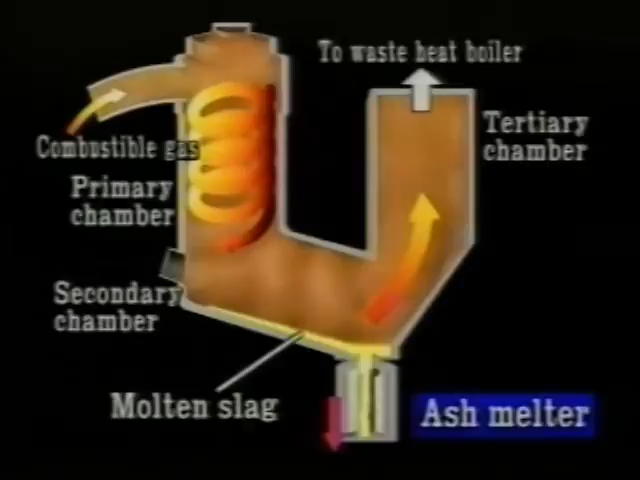 To waste heat boiler
Combustible gas
Tertiary
chamber
Primary
chamber
Secondary
chamber
Molten slag
Ash melter